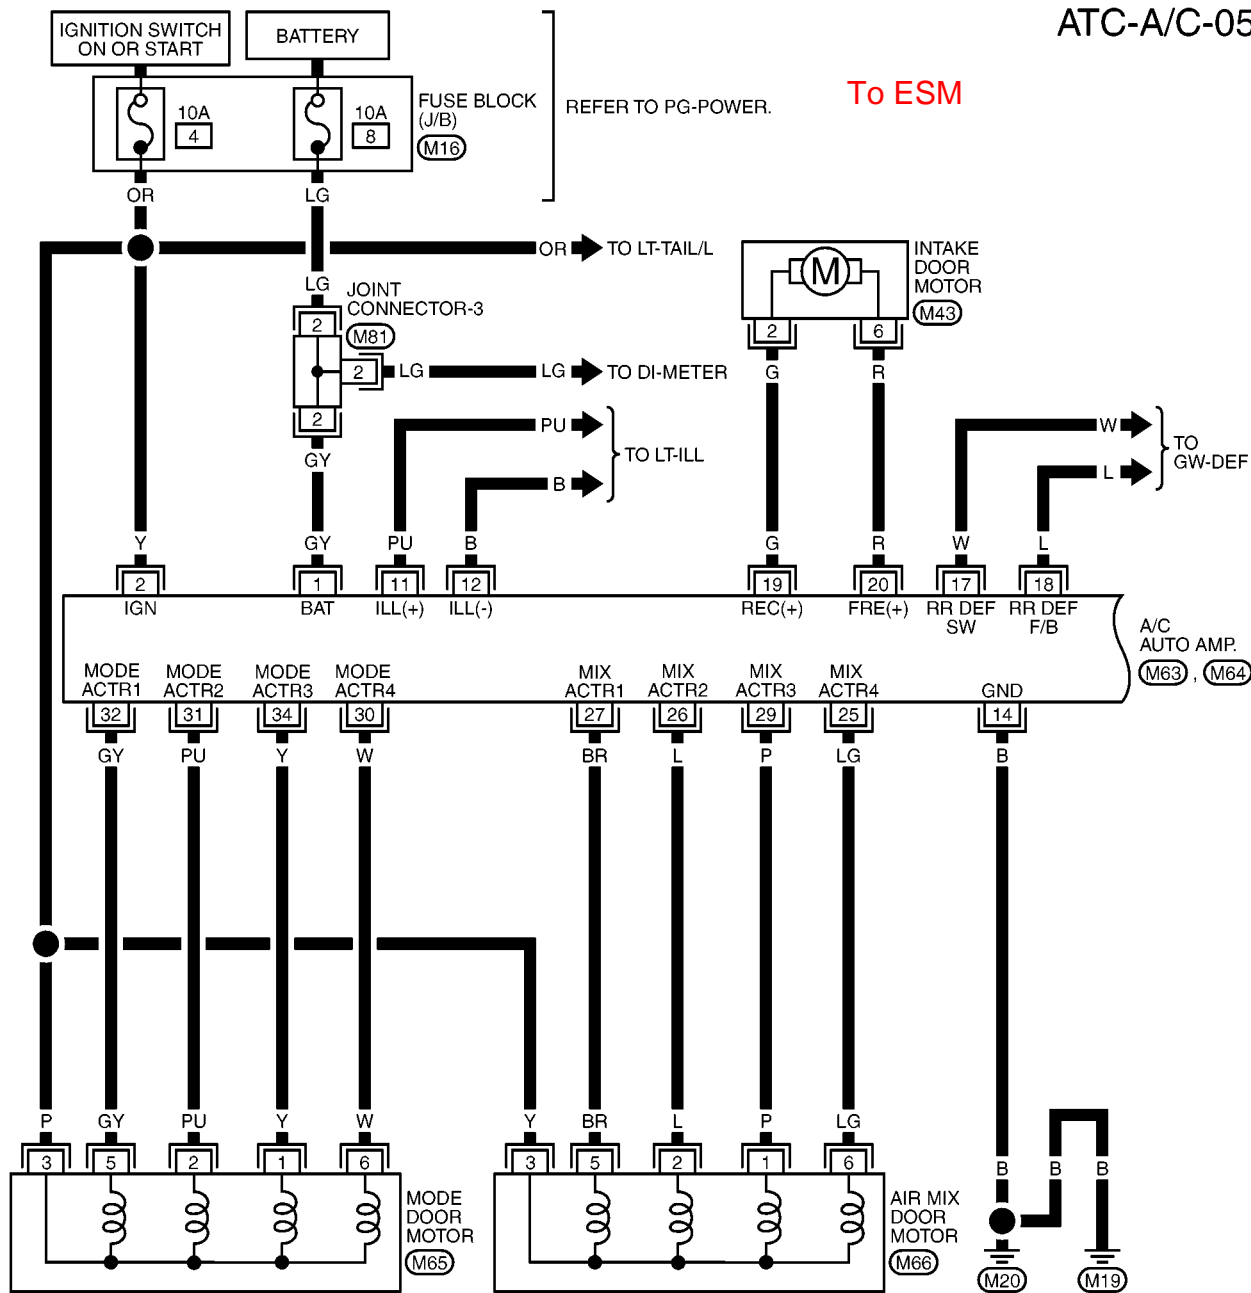 ATC-A/C-05
IGNITION SWITCH
ON OR START
BATTERY
To ESM
10A
4
10A
8
FUSE BLOCK
(J/B)
M16
REFER TO PG-POWER.
OR
LG
OR
TO LT-TAIL/L
LG
JOINT
CONNECTOR-3
M81
2
2
LG
LG
TO DI-METER
2
INTAKE
DOOR
MOTOR
M43
M
2
6
G
R
PU
B
TO LT-ILL
W
L
TO
GW-DEF
GY
Y
GY
PU
B
G
R
W
L
2
1
11
12
19
20
17
18
IGN
BAT
ILL(+)
ILL(-)
REC(+)
FRE(+)
RR DEF
SW
RR DEF
F/B
A/C
AUTO AMP.
M63 , M64
MODE
ACTR1
MODE
ACTR2
MODE
ACTR3
MODE
ACTR4
MIX
ACTR1
MIX
ACTR2
MIX
ACTR3
MIX
ACTR4
GND
32
31
34
30
27
26
29
25
14
GY
PU
Y
W
BR
L
P
LG
B
P
GY
PU
Y
W
Y
BR
L
P
LG
3
5
2
1
6
3
5
2
1
6
B
B
B
MODE
DOOR
MOTOR
M65
AIR MIX
DOOR
MOTOR
M66
M20
M19